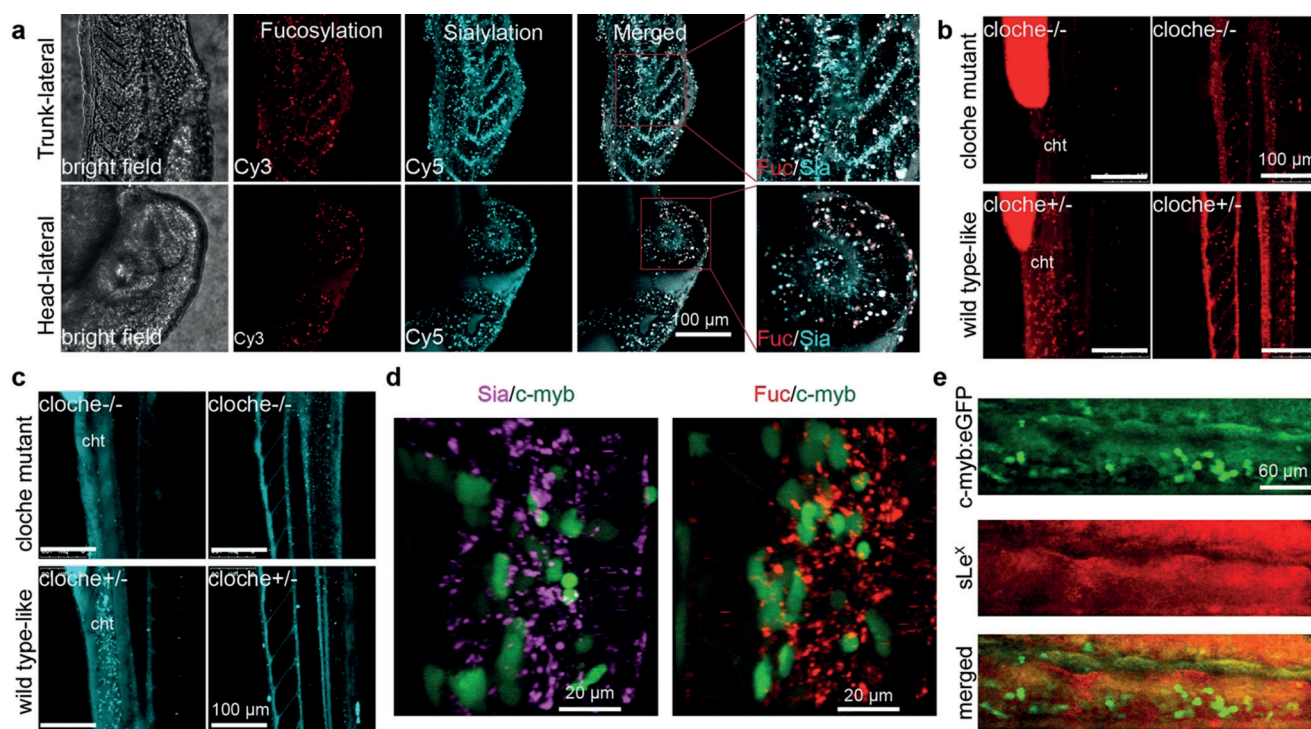 a
Fucosylation
Sialylation
Merged
Trunk-lateral
bright field
Cy3
Cy5
Fuc/Sia
Head-lateral
bright field
Cy3
Cy5
100 µm
Fuc/Sia
b
cloche mutant
cloche-/-
cht
cloche-/-
100 µm
wild type-like
cloche+/-
cht
cloche+/-
c
cloche mutant
cloche-/-
cht
cloche-/-
wild type-like
cloche+/-
cht
cloche+/-
100 µm
d
Sia/c-myb
Fuc/c-myb
20 µm
20 µm
e
c-myb:eGFP
60 µm
sLeˣ
merged